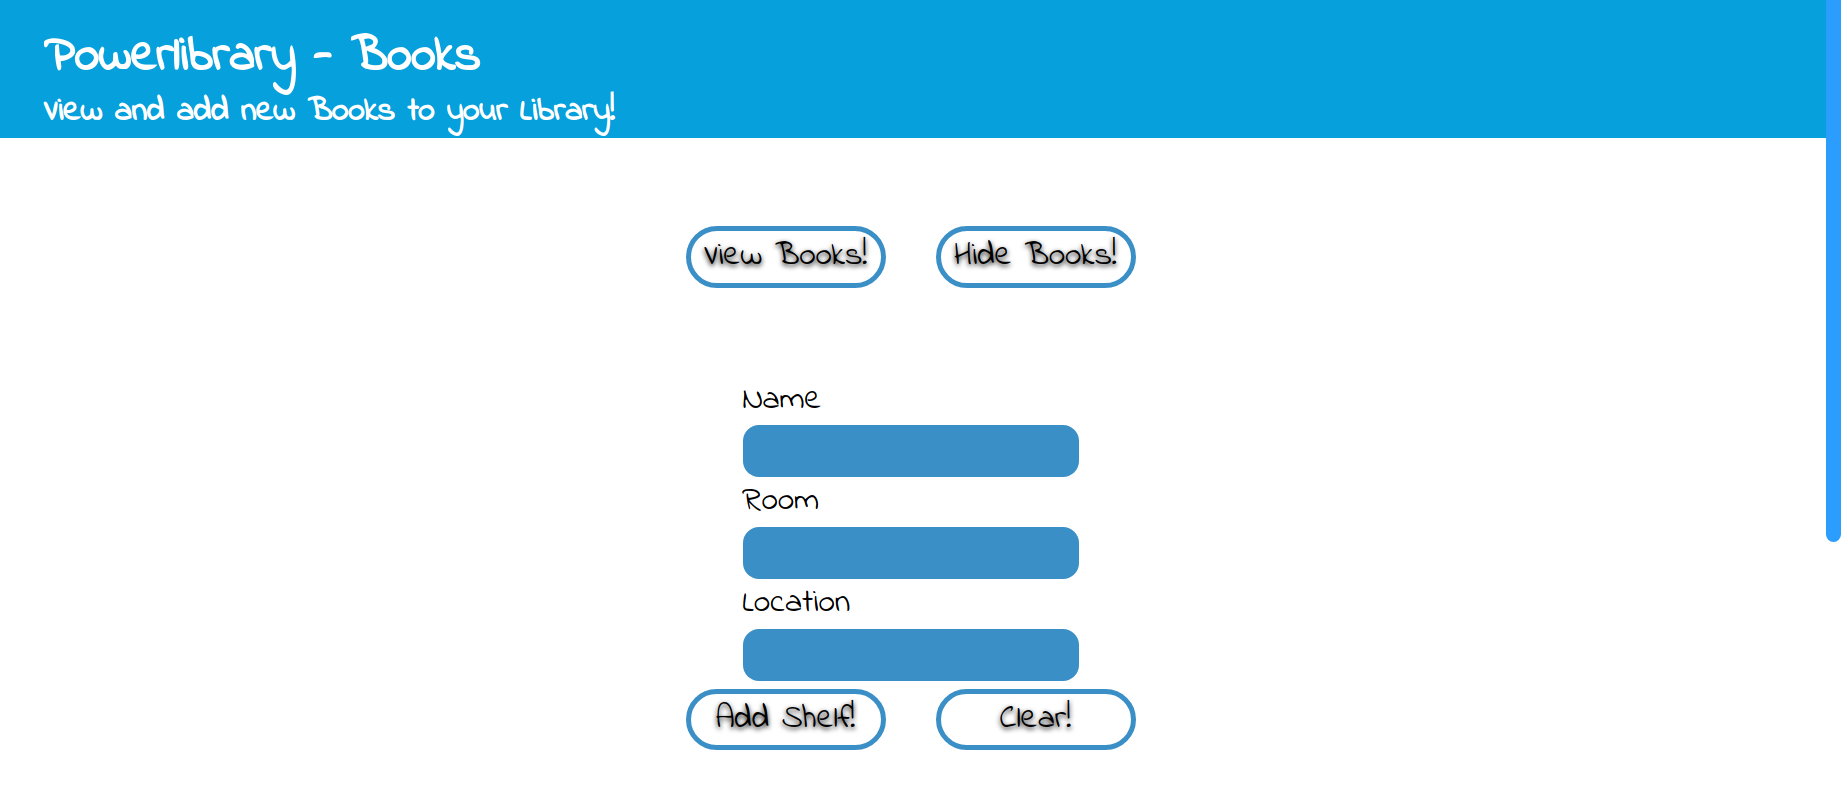 Powerlibrary - Books
View and add new Books to your Library!
View Books! Hide Books!
Name
Room
Location
Add Shelf! Clear!